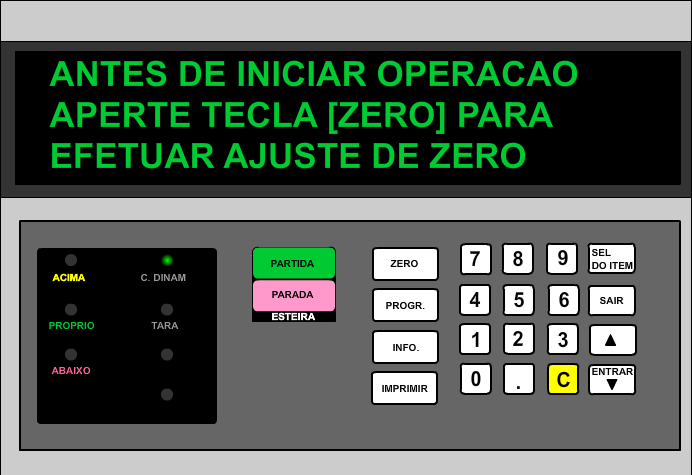 ANTES DE INICIAR OPERACAO
APERTE TECLA [ZERO] PARA
EFETUAR AJUSTE DE ZERO
ACIMA
C. DINAM
PROPRIO
TARA
ABAIXO
PARTIDA
PARADA
ESTEIRA
ZERO
PROGR.
INFO.
IMPRIMIR
7 8 9 SEL
DO ITEM
4 5 6 SAIR
1 2 3 ▲
0 . C ENTRAR
▼